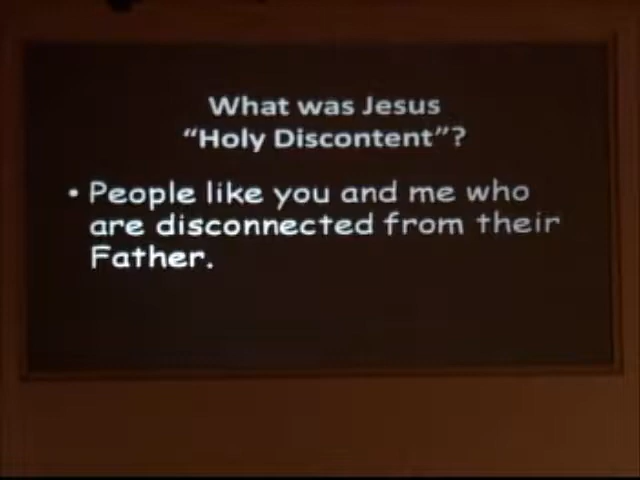 What was Jesus
“Holy Discontent”?
• People like you and me who
are disconnected from their
Father.